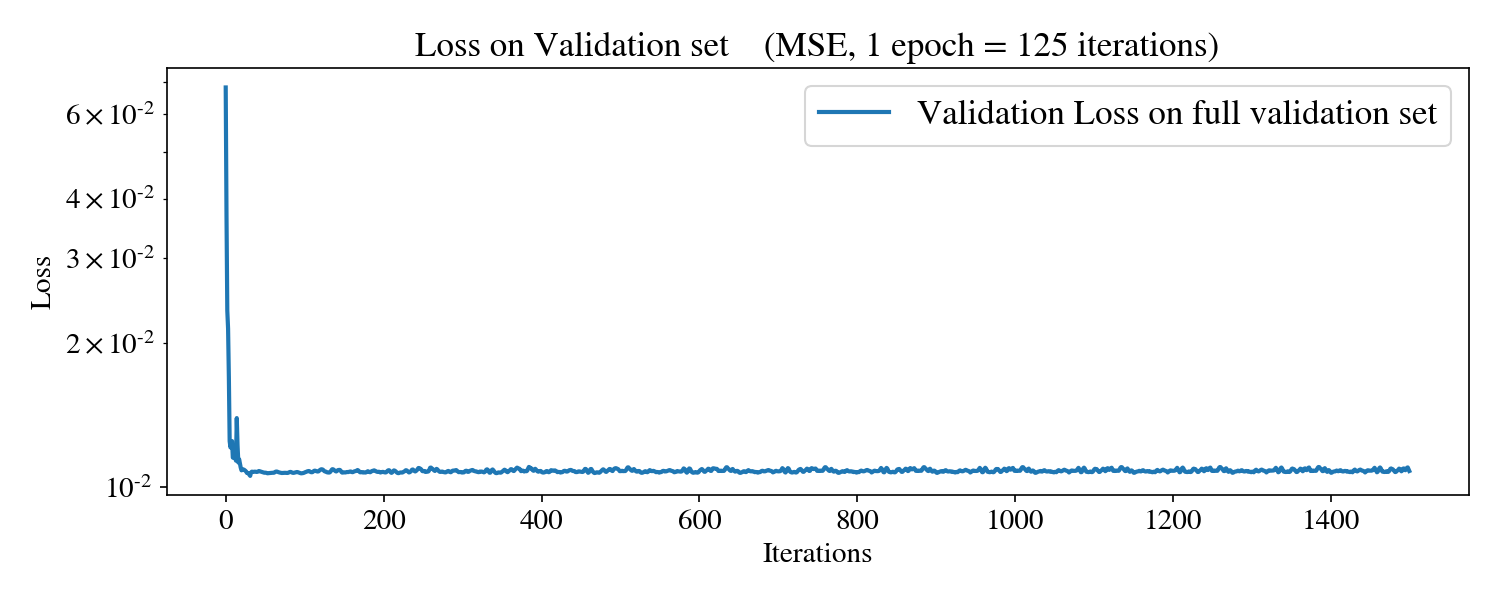 Loss on Validation set (MSE, 1 epoch = 125 iterations)
Validation Loss on full validation set
6×10⁻²
4×10⁻²
3×10⁻²
2×10⁻²
10⁻²
Loss
0 200 400 600 800 1000 1200 1400
Iterations